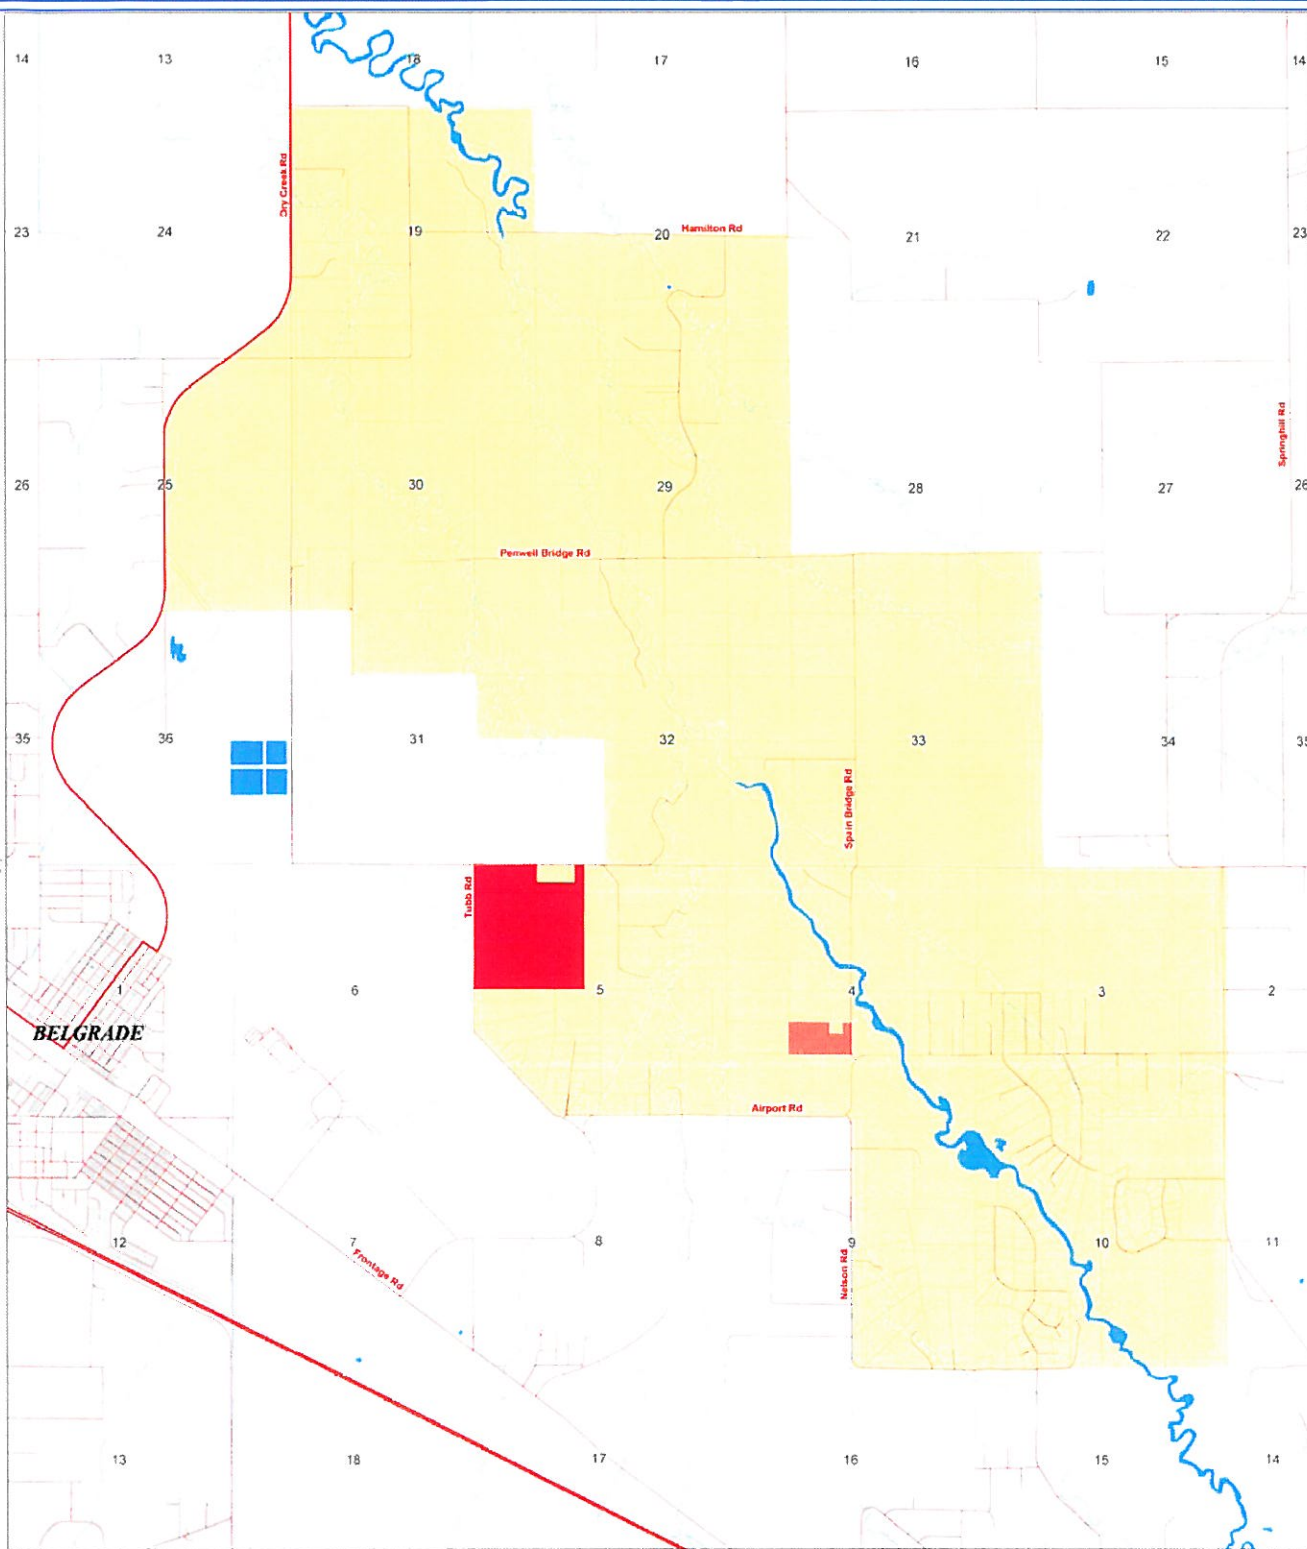 14 13 18 17 16 15 14
Dry Creek Rd
23 24 19 20 Hamilton Rd 21 22 23
Springhill Rd
26 25 30 29 28 27 26
Penwell Bridge Rd
35 36 31 32 33 34 35
Spain Bridge Rd
Tubb Rd
1 6 5 4 3 2
BELGRADE
Airport Rd
12 7 8 9 10 11
Frontage Rd
Nelson Rd
13 18 17 16 15 14